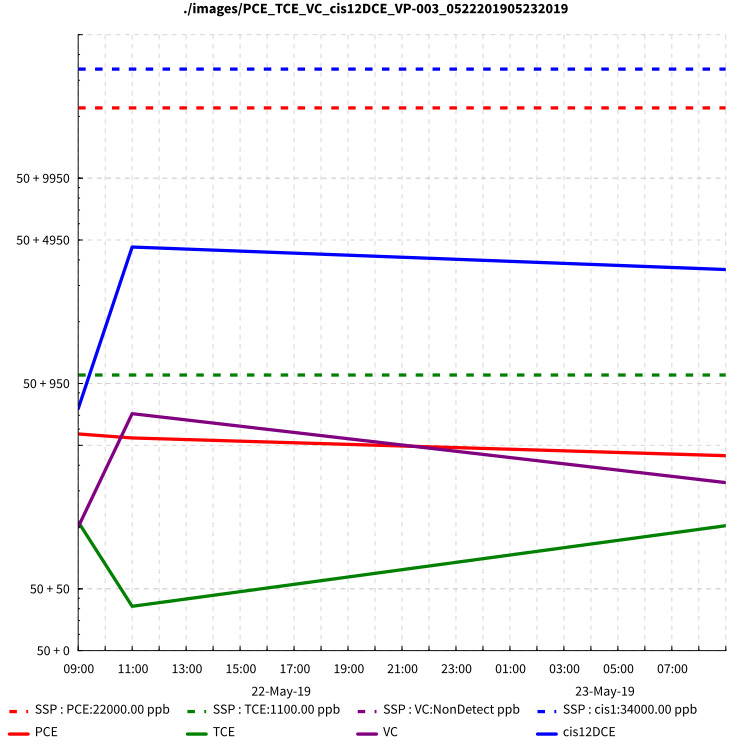 ./images/PCE_TCE_VC_cis12DCE_VP-003_0522201905232019
50 + 9950
50 + 4950
50 + 950
50 + 50
50 + 0
09:00 11:00 13:00 15:00 17:00 19:00 21:00 23:00 01:00 03:00 05:00 07:00
22-May-19 23-May-19
SSP : PCE:22000.00 ppb SSP : TCE:1100.00 ppb SSP : VC:NonDetect ppb SSP : cis1:34000.00 ppb
PCE TCE VC cis12DCE